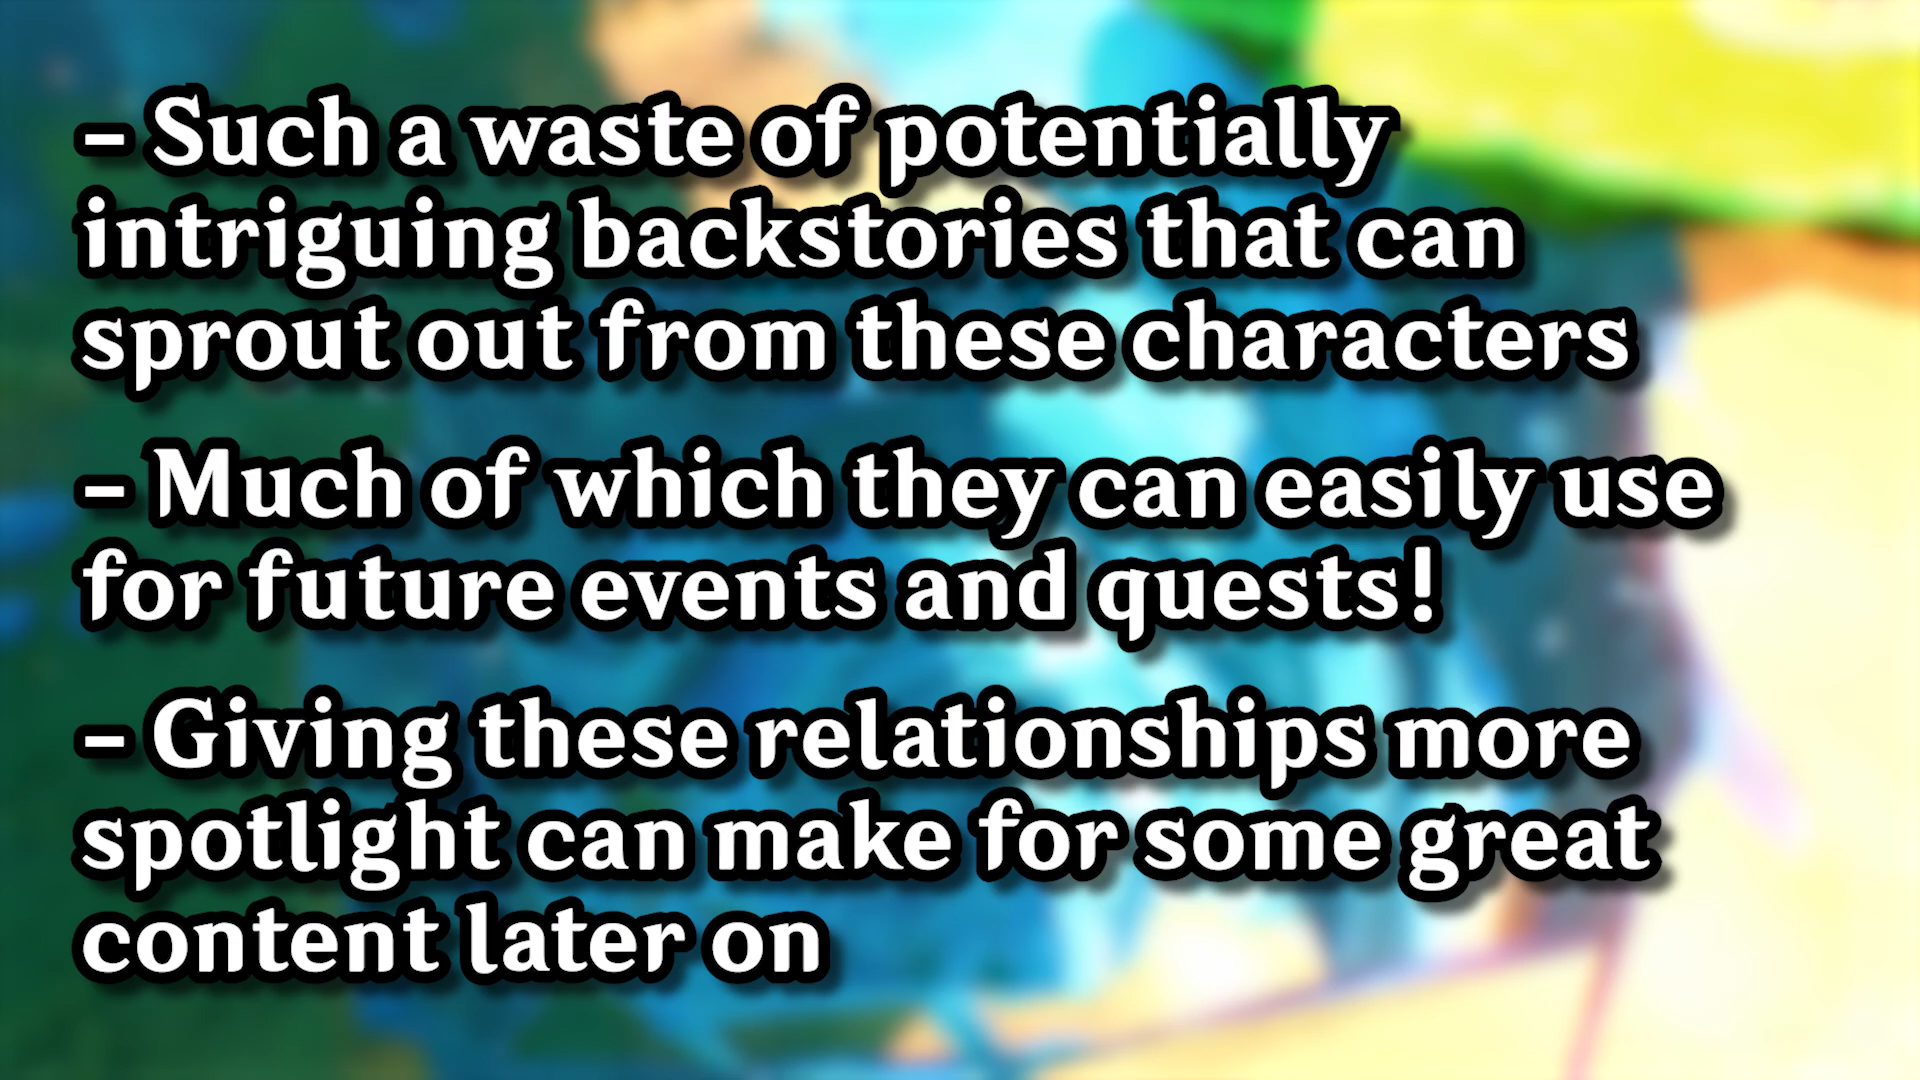 – Such a waste of potentially
intriguing backstories that can
sprout out from these characters
– Much of which they can easily use
for future events and quests!
– Giving these relationships more
spotlight can make for some great
content later on